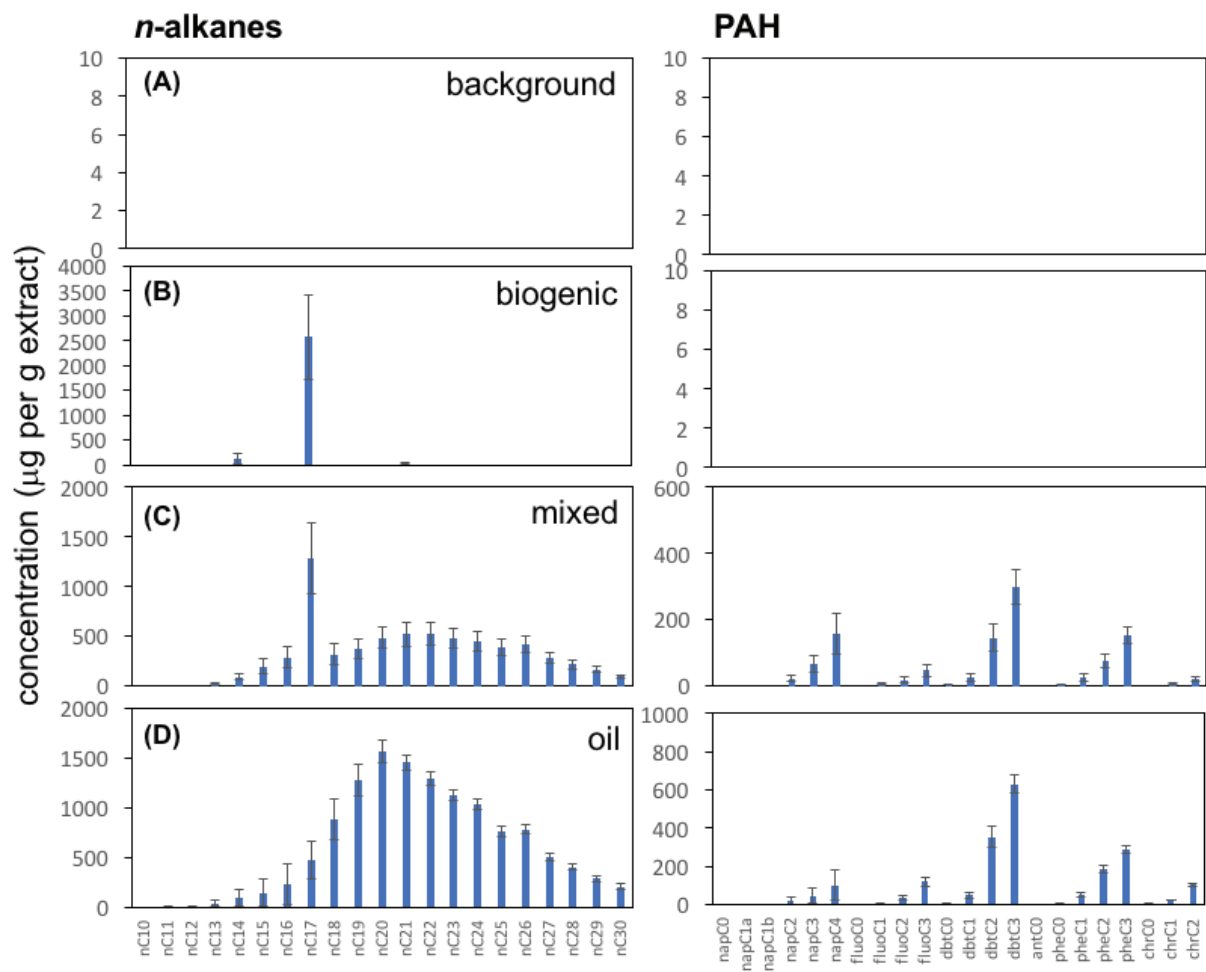 n-alkanes
PAH
concentration (µg per g extract)
(A)
background
10
8
6
4
2
0
10
8
6
4
2
0
(B)
biogenic
4000
3500
3000
2500
2000
1500
1000
500
0
10
8
6
4
2
0
(C)
mixed
2000
1500
1000
500
0
600
400
200
0
(D)
oil
2000
1500
1000
500
0
1000
800
600
400
200
0
nC10
nC11
nC12
nC13
nC14
nC15
nC16
nC17
nC18
nC19
nC20
nC21
nC22
nC23
nC24
nC25
nC26
nC27
nC28
nC29
nC30
napC0
napC1a
napC1b
napC2
napC3
napC4
fluoC0
fluoC1
fluoC2
fluoC3
dbtC0
dbtC1
dbtC2
dbtC3
antC0
pheC0
pheC1
pheC2
pheC3
chrC0
chrC1
chrC2